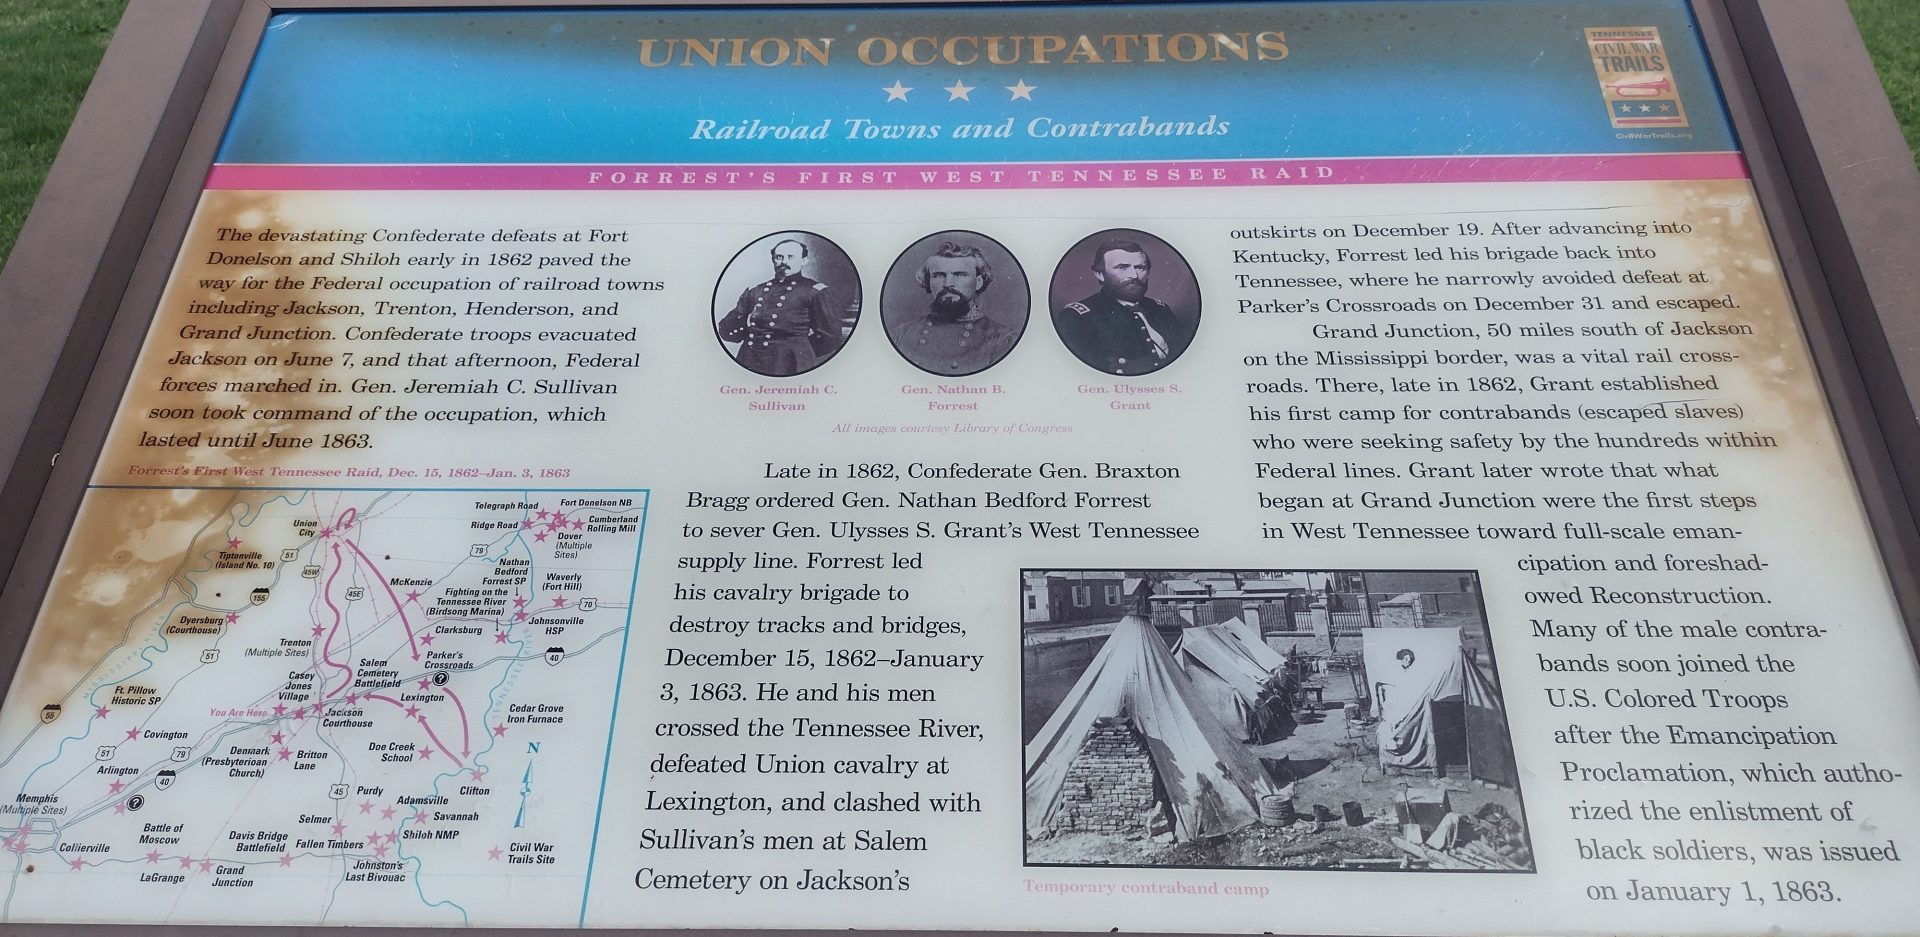 UNION OCCUPATIONS
Railroad Towns and Contrabands
TENNESSEE
CIVIL WAR
TRAILS
CivilWarTrails.org
FORREST'S FIRST WEST TENNESSEE RAID
The devastating Confederate defeats at Fort
Donelson and Shiloh early in 1862 paved the
way for the Federal occupation of railroad towns
including Jackson, Trenton, Henderson, and
Grand Junction. Confederate troops evacuated
Jackson on June 7, and that afternoon, Federal
forces marched in. Gen. Jeremiah C. Sullivan
soon took command of the occupation, which
lasted until June 1863.
Forrest's First West Tennessee Raid, Dec. 15, 1862–Jan. 3, 1863
Union
City
Telegraph Road
Fort Donelson NB
Ridge Road
Cumberland
Rolling Mill
Dover
(Multiple
Sites)
Tiptonville
(Island No. 10)
51
45W
79
45E
155
McKenzie
Nathan
Bedford
Forrest SP
Waverly
(Fort Hill)
Fighting on the
Tennessee River
(Birdsong Marina)
70
Dyersburg
(Courthouse)
51
Johnsonville
HSP
Clarksburg
Trenton
(Multiple Sites)
40
MISSISSIPPI RIVER
TENNESSEE RIVER
Parker's
Crossroads
?
Salem
Cemetery
Battlefield
Casey
Jones
Village
Lexington
Ft. Pillow
Historic SP
55
You Are Here
Jackson
Courthouse
Cedar Grove
Iron Furnace
Covington
51
79
Denmark
(Presbyterioan
Church)
Britton
Lane
Doe Creek
School
N
Arlington
40
?
45
Clifton
Purdy
Memphis
(Multiple Sites)
Adamsville
Savannah
Selmer
Battle of
Moscow
Davis Bridge
Battlefield
Fallen Timbers
Shiloh NMP
Collierville
Civil War
Trails Site
LaGrange
Grand
Junction
Johnston's
Last Bivouac
Gen. Jeremiah C.
Sullivan
Gen. Nathan B.
Forrest
Gen. Ulysses S.
Grant
All images courtesy Library of Congress
Late in 1862, Confederate Gen. Braxton
Bragg ordered Gen. Nathan Bedford Forrest
to sever Gen. Ulysses S. Grant's West Tennessee
supply line. Forrest led
his cavalry brigade to
destroy tracks and bridges,
December 15, 1862–January
3, 1863. He and his men
crossed the Tennessee River,
defeated Union cavalry at
Lexington, and clashed with
Sullivan's men at Salem
Cemetery on Jackson's
outskirts on December 19. After advancing into
Kentucky, Forrest led his brigade back into
Tennessee, where he narrowly avoided defeat at
Parker's Crossroads on December 31 and escaped.
Grand Junction, 50 miles south of Jackson
on the Mississippi border, was a vital rail cross-
roads. There, late in 1862, Grant established
his first camp for contrabands (escaped slaves)
who were seeking safety by the hundreds within
Federal lines. Grant later wrote that what
began at Grand Junction were the first steps
in West Tennessee toward full-scale eman-
cipation and foreshad-
owed Reconstruction.
Many of the male contra-
bands soon joined the
U.S. Colored Troops
after the Emancipation
Proclamation, which autho-
rized the enlistment of
black soldiers, was issued
on January 1, 1863.
Temporary contraband camp